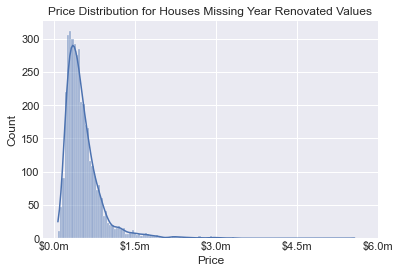 Price Distribution for Houses Missing Year Renovated Values
300
250
200
150
100
50
0
Count
$0.0m $1.5m $3.0m $4.5m $6.0m
Price